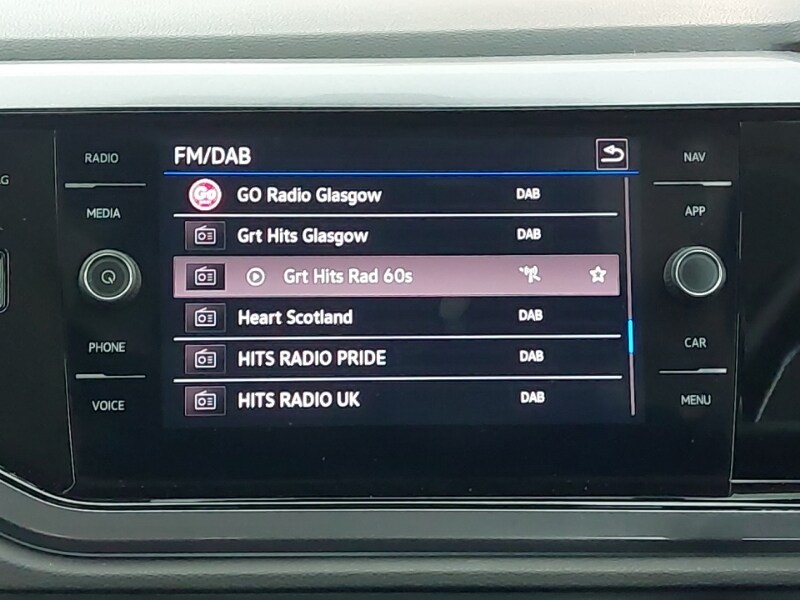 RADIO
MEDIA
PHONE
VOICE
FM/DAB
Go GO Radio Glasgow DAB
Grt Hits Glasgow DAB
Grt Hits Rad 60s
Heart Scotland DAB
HITS RADIO PRIDE DAB
HITS RADIO UK DAB
NAV
APP
CAR
MENU